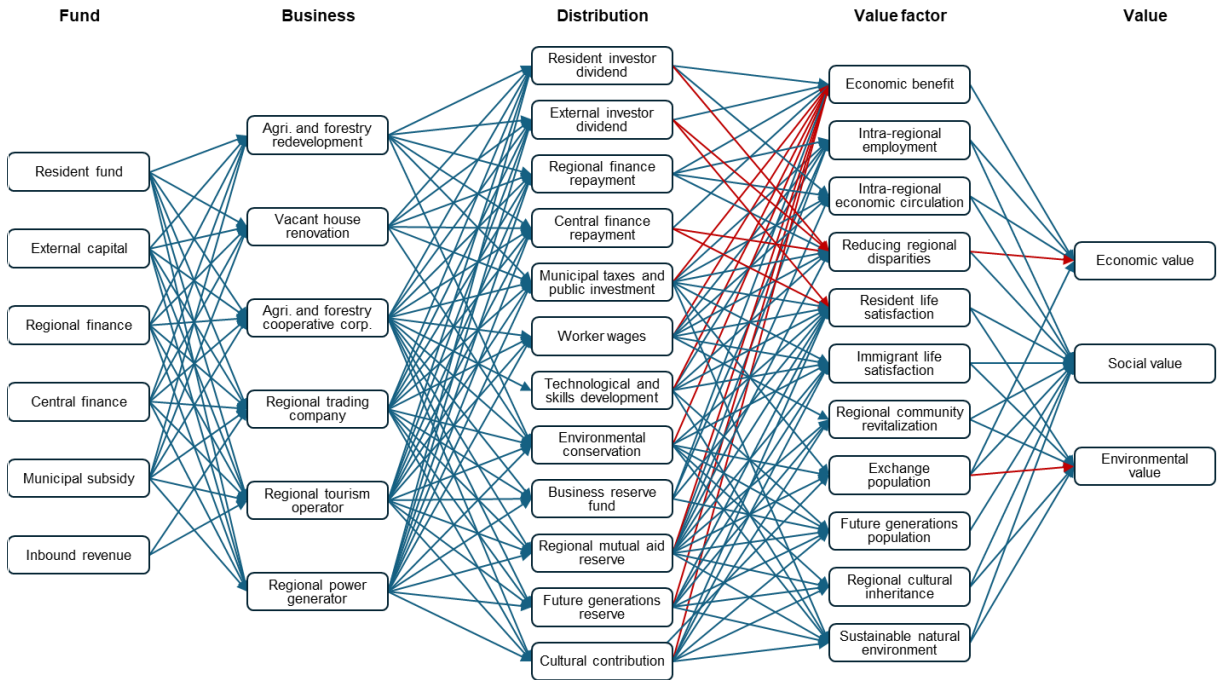 Fund
Business
Distribution
Value factor
Value
Resident fund
External capital
Regional finance
Central finance
Municipal subsidy
Inbound revenue
Agri. and forestry
redevelopment
Vacant house
renovation
Agri. and forestry
cooperative corp.
Regional trading
company
Regional tourism
operator
Regional power
generator
Resident investor
dividend
External investor
dividend
Regional finance
repayment
Central finance
repayment
Municipal taxes and
public investment
Worker wages
Technological and
skills development
Environmental
conservation
Business reserve
fund
Regional mutual aid
reserve
Future generations
reserve
Cultural contribution
Economic benefit
Intra-regional
employment
Intra-regional
economic circulation
Reducing regional
disparities
Resident life
satisfaction
Immigrant life
satisfaction
Regional community
revitalization
Exchange
population
Future generations
population
Regional cultural
inheritance
Sustainable natural
environment
Economic value
Social value
Environmental
value